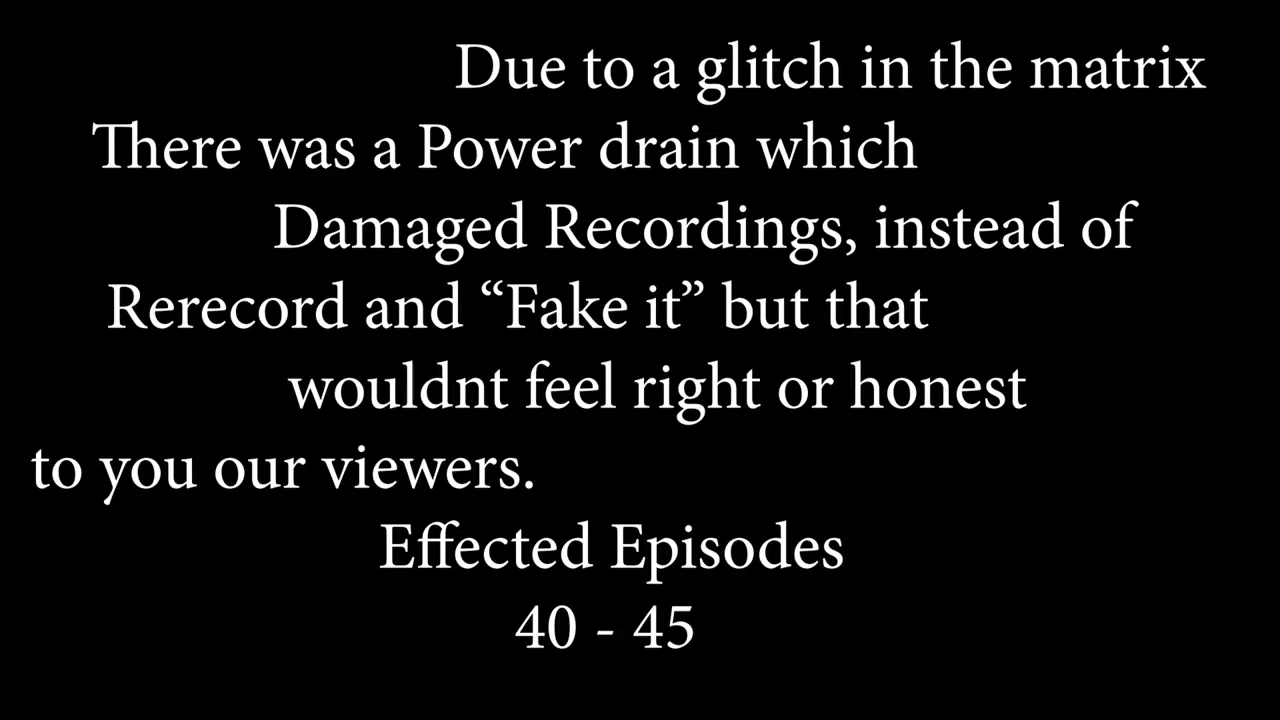 Due to a glitch in the matrix
There was a Power drain which
Damaged Recordings, instead of
Rerecord and “Fake it” but that
wouldnt feel right or honest
to you our viewers.
Effected Episodes
40 - 45